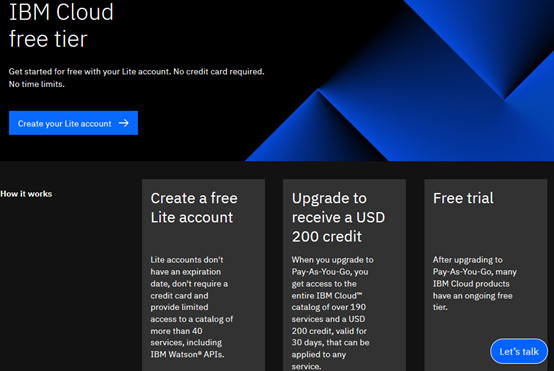 IBM Cloud
free tier
Get started for free with your Lite account. No credit card required.
No time limits.
Create your Lite account →
How it works
Create a free
Lite account
Lite accounts don't
have an expiration
date, don't require a
credit card and
provide limited
access to a catalog of
more than 40
services, including
IBM Watson® APIs.
Upgrade to
receive a USD
200 credit
When you upgrade to
Pay-As-You-Go, you
get access to the
entire IBM Cloud™
catalog of over 190
services and a USD
200 credit, valid for
30 days, that can be
applied to any
service.
Free trial
After upgrading to
Pay-As-You-Go, many
IBM Cloud products
have an ongoing free
tier.
Let's talk